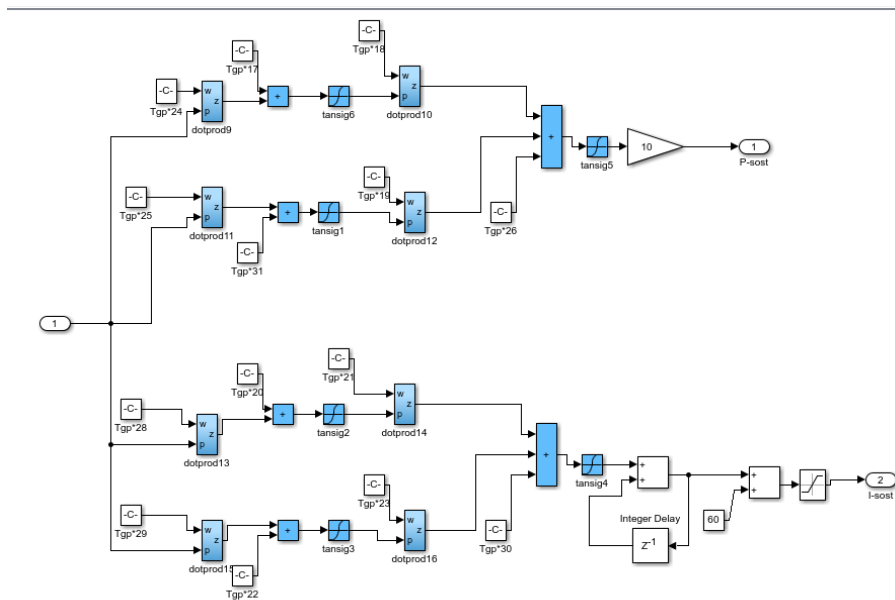 -C-
Tgp*18
-C-
Tgp*17
-C-
Tgp*24
w
z
p
dotprod9
+
tansig6
w
z
p
dotprod10
+
tansig5
10
1
P-sost
-C-
Tgp*25
w
z
p
dotprod11
-C-
Tgp*31
+
tansig1
-C-
Tgp*19
w
z
p
dotprod12
-C-
Tgp*26
1
-C-
Tgp*20
-C-
Tgp*21
-C-
Tgp*28
w
z
p
dotprod13
+
tansig2
w
z
p
dotprod14
+
tansig4
+
+
+
+
2
I-sost
60
Integer Delay
Z-1
-C-
Tgp*23
-C-
Tgp*29
w
z
p
dotprod15
-C-
Tgp*22
+
tansig3
w
z
p
dotprod16
-C-
Tgp*30